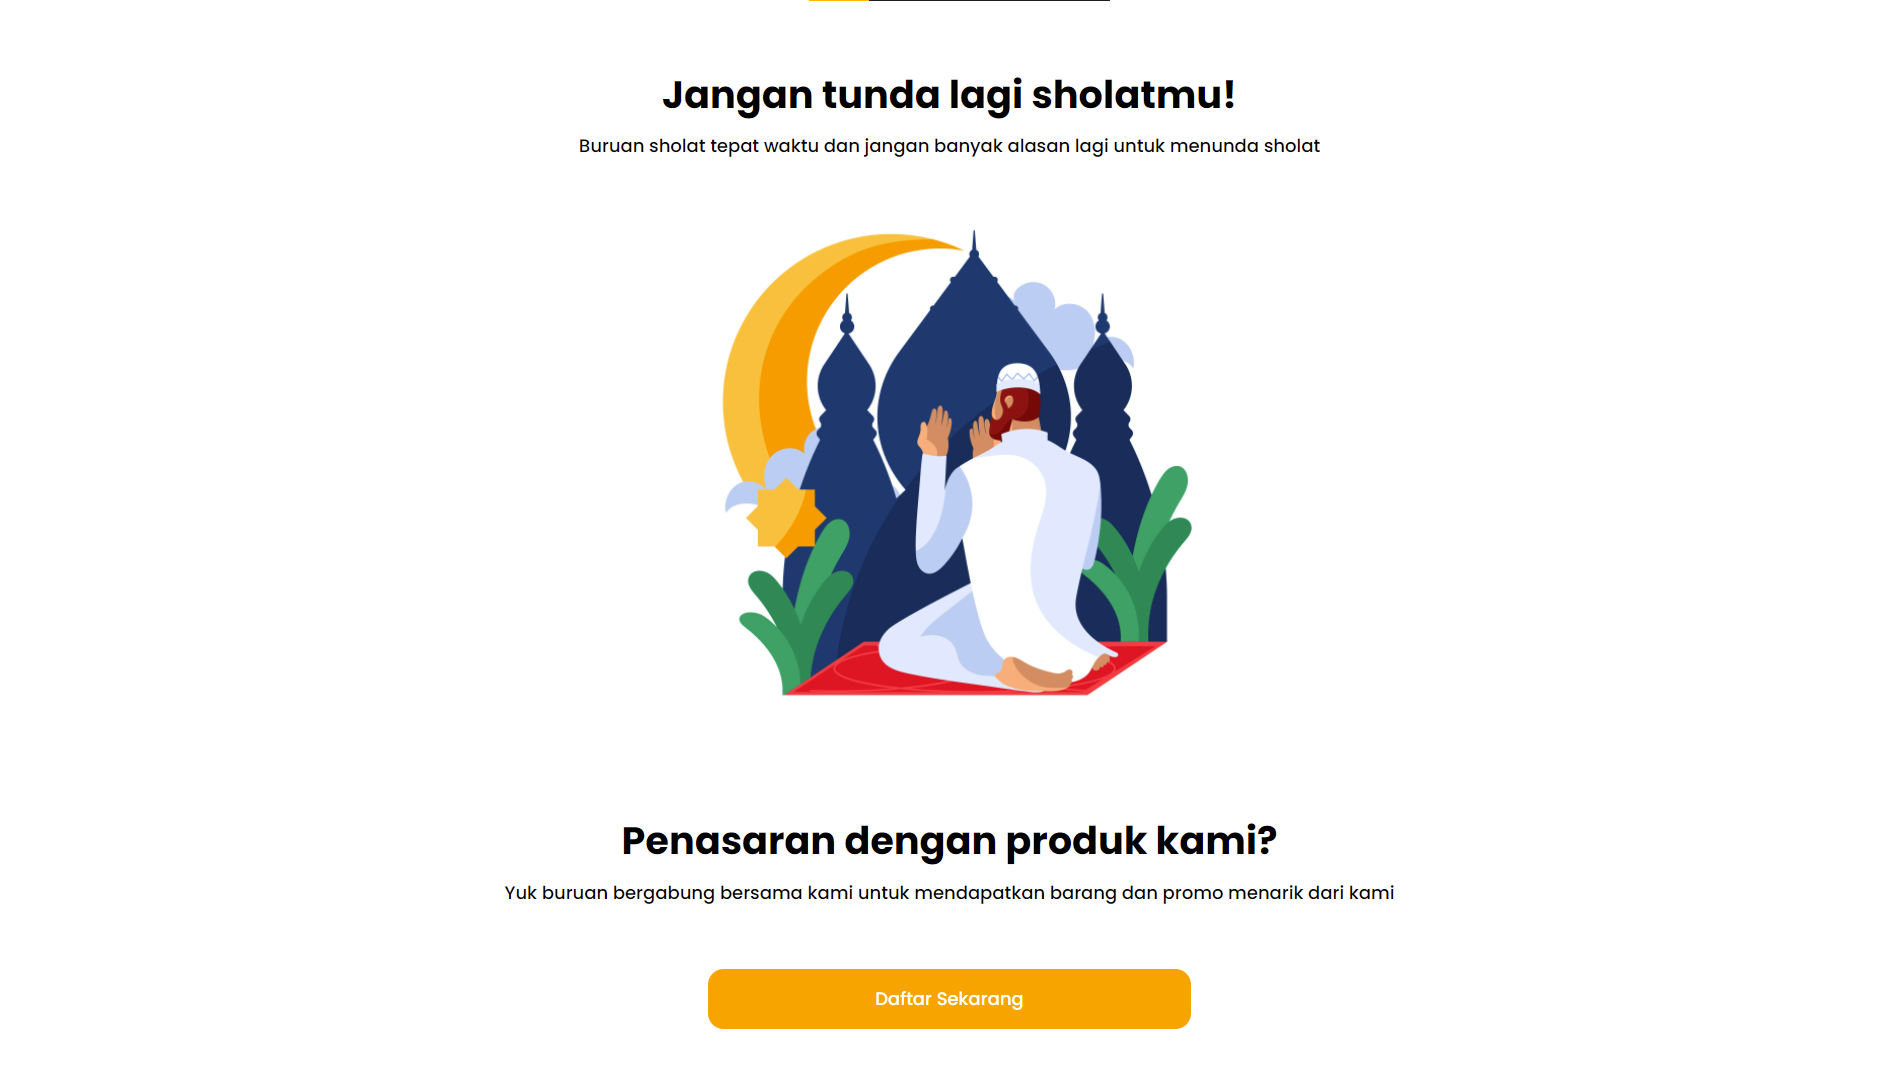 Jangan tunda lagi sholatmu!
Buruan sholat tepat waktu dan jangan banyak alasan lagi untuk menunda sholat
Penasaran dengan produk kami?
Yuk buruan bergabung bersama kami untuk mendapatkan barang dan promo menarik dari kami
Daftar Sekarang